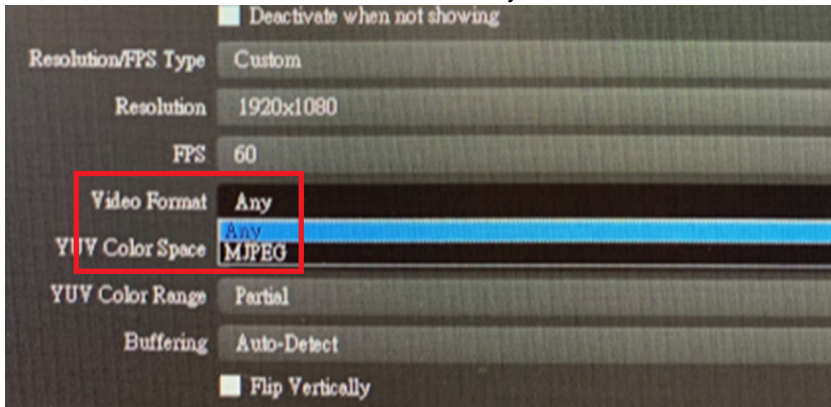 Deactivate when not showing
Resolution/FPS Type Custom
Resolution 1920x1080
FPS 60
Video Format Any
Any
YUV Color Space MJPEG
YUV Color Range Partial
Buffering Auto-Detect
Flip Vertically